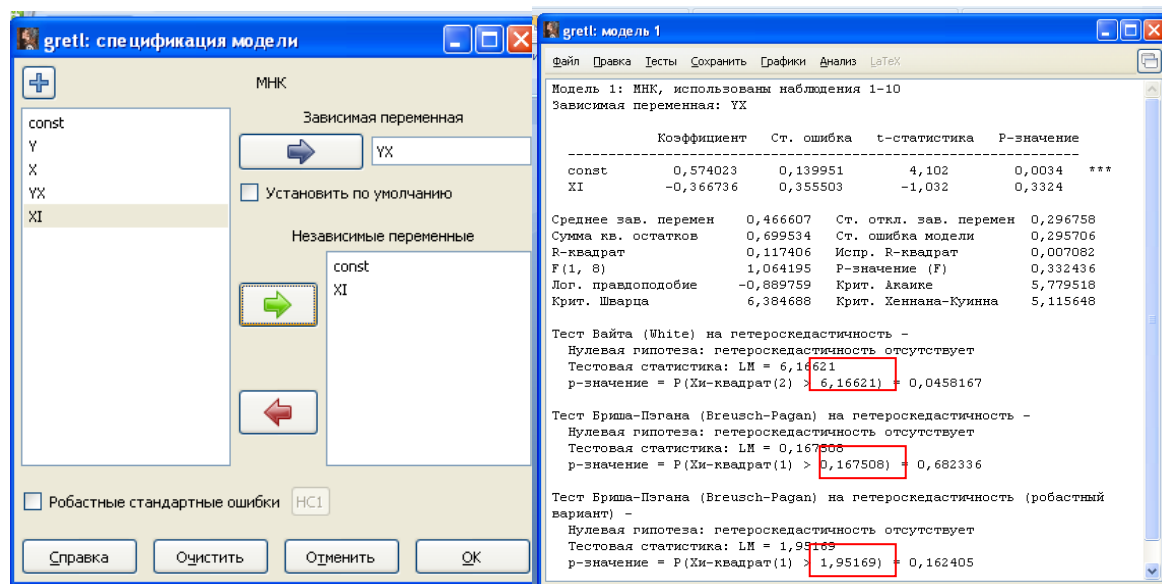 gretl: спецификация модели
МНК
const
Y
X
YX
XI
Зависимая переменная
YX
Установить по умолчанию
Независимые переменные
const
XI
Робастные стандартные ошибки HC1
Справка Очистить Отменить OK
gretl: модель 1
Файл Правка Тесты Сохранить Графики Анализ LaTeX
Модель 1: МНК, использованы наблюдения 1-10
Зависимая переменная: YX
Коэффициент Ст. ошибка t-статистика P-значение
const 0,574023 0,139951 4,102 0,0034 ***
XI -0,366736 0,355503 -1,032 0,3324
Среднее зав. перемен 0,466607 Ст. откл. зав. перемен 0,296758
Сумма кв. остатков 0,699534 Ст. ошибка модели 0,295706
R-квадрат 0,117406 Испр. R-квадрат 0,007082
F(1, 8) 1,064195 P-значение (F) 0,332436
Лог. правдоподобие -0,889759 Крит. Акаике 5,779518
Крит. Шварца 6,384688 Крит. Хеннана-Куинна 5,115648
Тест Вайта (White) на гетероскедастичность -
Нулевая гипотеза: гетероскедастичность отсутствует
Тестовая статистика: LM = 6,16621
p-значение = P(Хи-квадрат(2) > 6,16621) = 0,0458167
Тест Бриша-Пэгана (Breusch-Pagan) на гетероскедастичность -
Нулевая гипотеза: гетероскедастичность отсутствует
Тестовая статистика: LM = 0,167508
p-значение = P(Хи-квадрат(1) > 0,167508) = 0,682336
Тест Бриша-Пэгана (Breusch-Pagan) на гетероскедастичность (робастный
вариант) -
Нулевая гипотеза: гетероскедастичность отсутствует
Тестовая статистика: LM = 1,95169
p-значение = P(Хи-квадрат(1) > 1,95169) = 0,162405